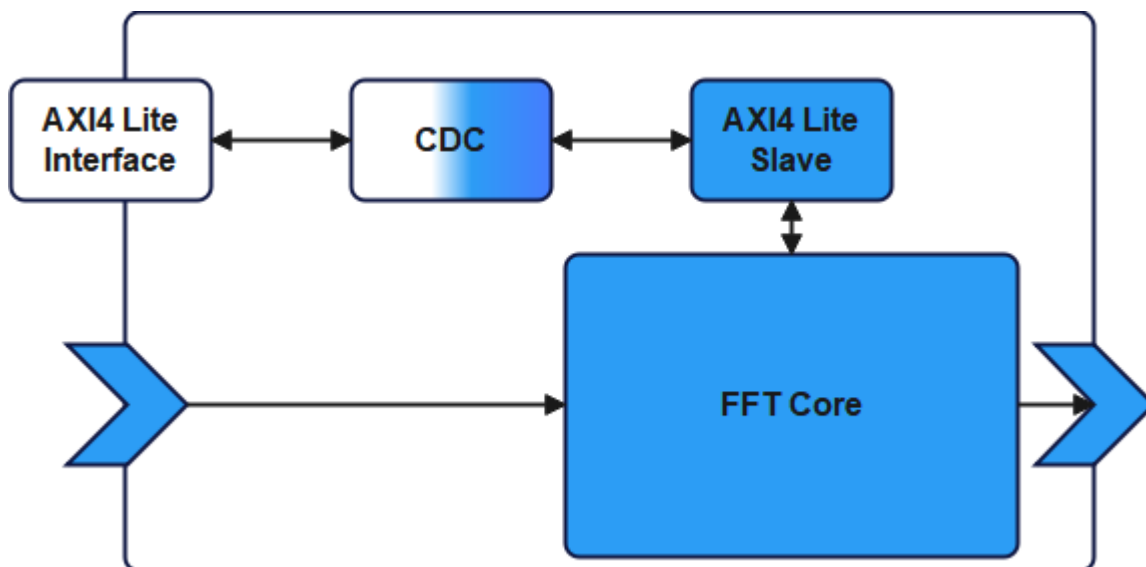 AXI4 Lite
Interface
CDC
AXI4 Lite
Slave
FFT Core